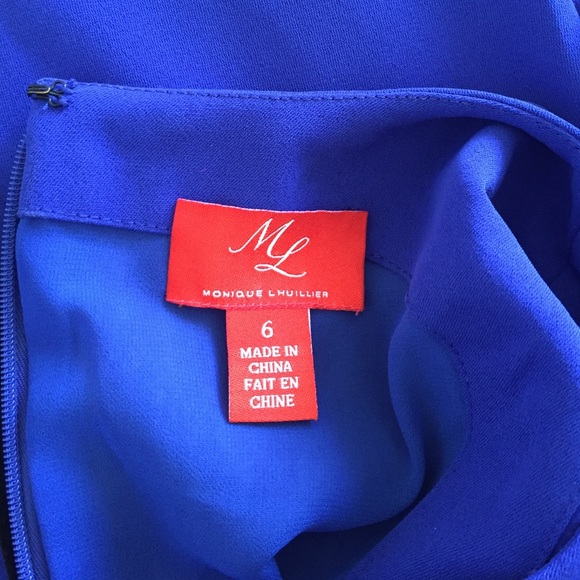 ML
MONIQUE LHUILLIER
6
MADE IN
CHINA
FAIT EN
CHINE